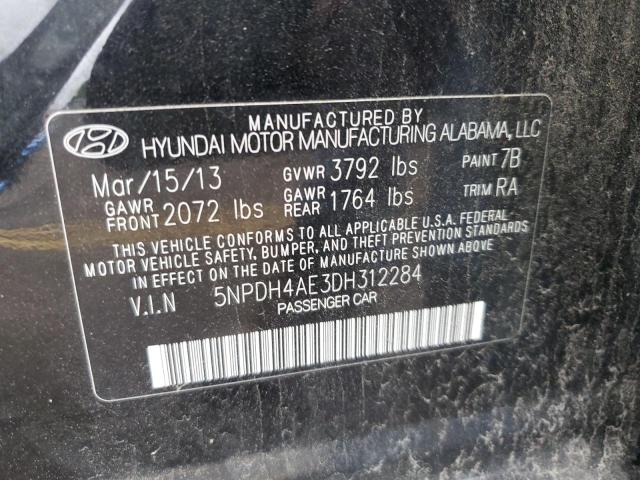 MANUFACTURED BY
HYUNDAI MOTOR MANUFACTURING ALABAMA, LLC
Mar/15/13 GVWR 3792 lbs PAINT 7B
GAWR FRONT 2072 lbs GAWR REAR 1764 lbs TRIM RA
THIS VEHICLE CONFORMS TO ALL APPLICABLE U.S.A. FEDERAL
MOTOR VEHICLE SAFETY, BUMPER, AND THEFT PREVENTION STANDARDS
IN EFFECT ON THE DATE OF MANUFACTURE SHOWN ABOVE.
V.I.N 5NPDH4AE3DH312284
PASSENGER CAR